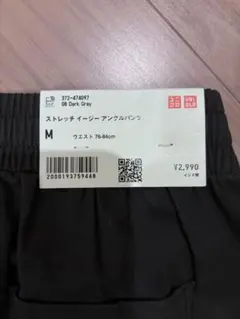 372-474097
08 Dark Gray
ユニ クロ
UNI QLO
ストレッチ イージー アンクルパンツ
M
ウエスト 76-84cm
¥2,990
2000193759448